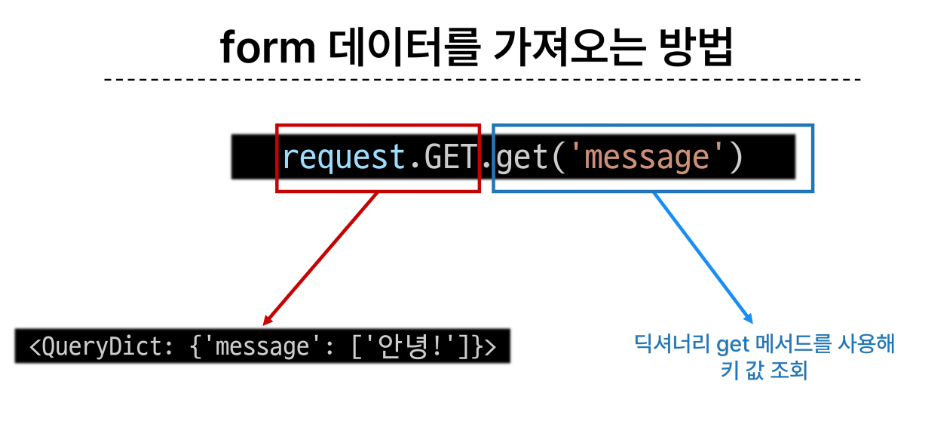 form 데이터를 가져오는 방법
request.GET.get('message')
<QueryDict: {'message': ['안녕!']}>
딕셔너리 get 메서드를 사용해
키 값 조회